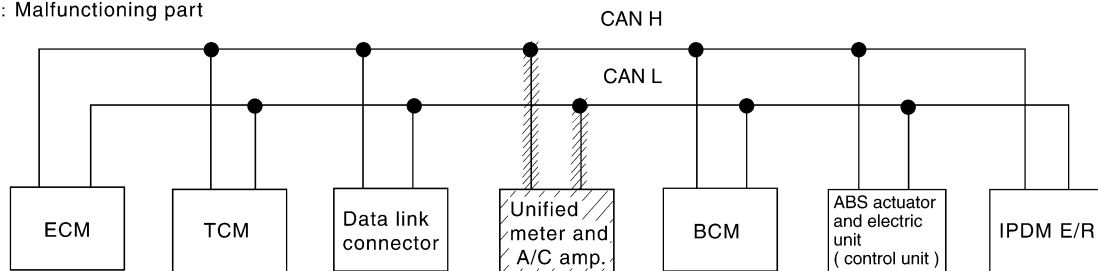 : Malfunctioning part
CAN H
CAN L
ECM
TCM
Data link
connector
Unified
meter and
A/C amp.
BCM
ABS actuator
and electric
unit
( control unit )
IPDM E/R